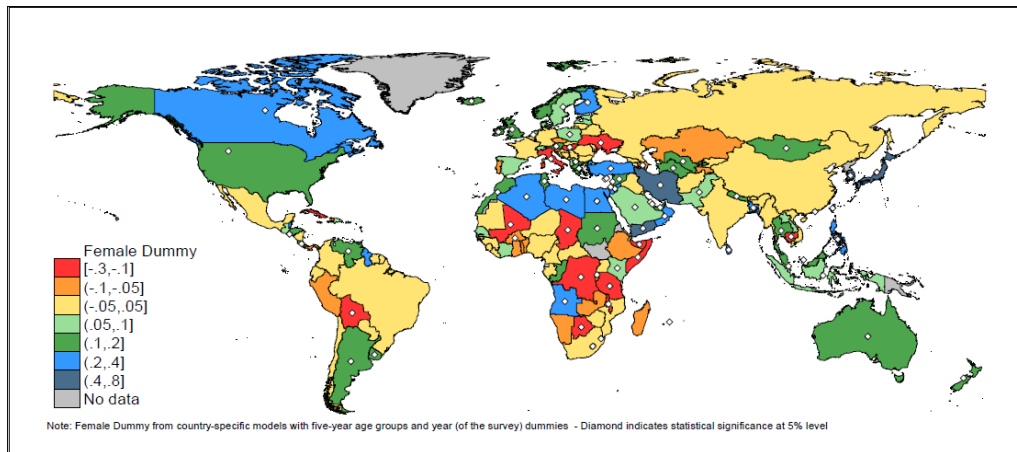 Female Dummy
[-.3,-.1]
(-.1,-.05]
(-.05,.05]
(.05,.1]
(.1,.2]
(.2,.4]
(.4,.8]
No data
Note: Female Dummy from country-specific models with five-year age groups and year (of the survey) dummies - Diamond indicates statistical significance at 5% level